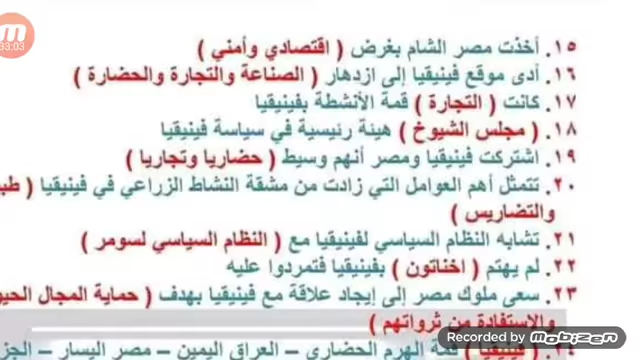 33:03
١٥. أخذت مصر الشام بغرض ( اقتصادي وأمني )
١٦. أدى موقع فينيقيا إلى ازدهار ( الصناعة والتجارة والحضارة )
١٧. كانت ( التجارة ) قمة الأنشطة بفينيقيا
١٨. ( مجلس الشيوخ ) هيئة رئيسية في سياسة فينيقيا
١٩. اشتركت فينيقيا ومصر أنهم وسيط ( حضاريا وتجاريا )
٢٠. تتمثل أهم العوامل التي زادت من مشقة النشاط الزراعي في فينيقيا ( طب
والتضاريس )
٢١. تشابه النظام السياسي لفينيقيا مع ( النظام السياسي لسومر )
٢٢. لم يهتم ( اخناتون ) بفينيقيا فتمردوا عليه
٢٣. سعى ملوك مصر إلى إيجاد علاقة مع فينيقيا بهدف ( حماية المجال الحيو
والاستفادة من ثرواتهم )
( فينيقيا ) قمة الهرم الحضاري – العراق اليمين – مصر اليسار – الجز
Recorded by mobizen